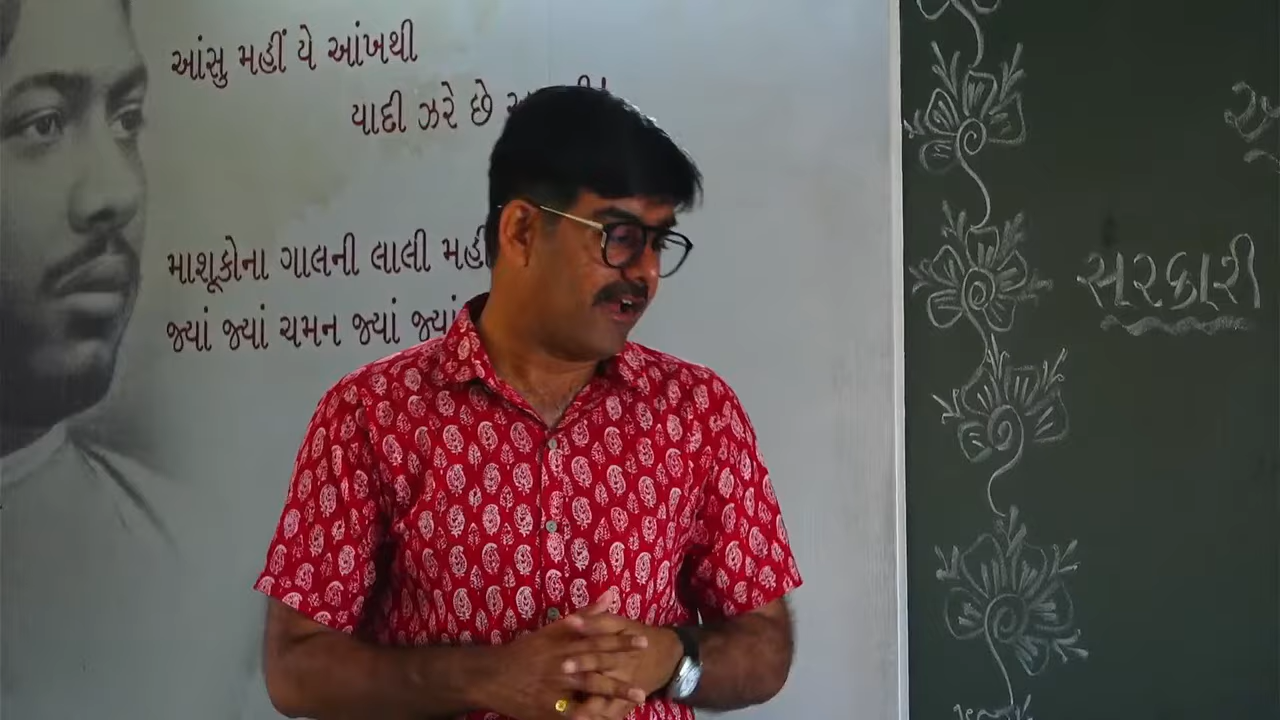 આંસુ મહીં યે આંખથી
યાદી ઝરે છે
માશૂકોના ગાલની લાલી મહીં
જ્યાં જ્યાં ચમન જ્યાં જ્યાં
સરકારી